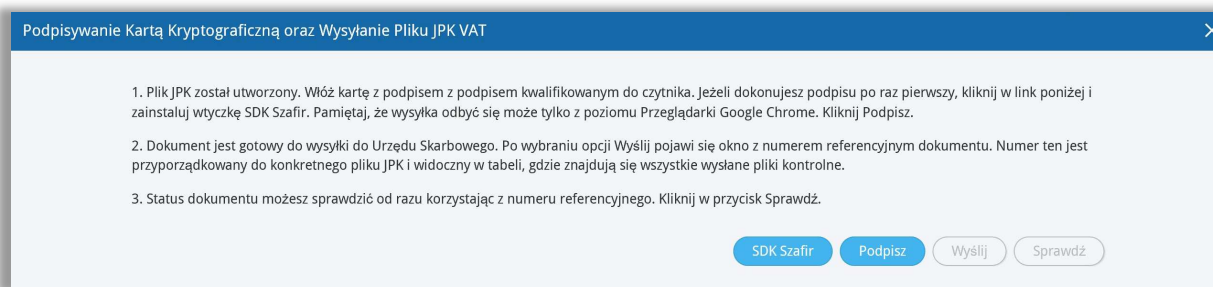 Podpisywanie Kartą Kryptograficzną oraz Wysyłanie Pliku JPK VAT
1. Plik JPK został utworzony. Włóż kartę z podpisem z podpisem kwalifikowanym do czytnika. Jeżeli dokonujesz podpisu po raz pierwszy, kliknij w link poniżej i
zainstaluj wtyczkę SDK Szafir. Pamiętaj, że wysyłka odbyć się może tylko z poziomu Przeglądarki Google Chrome. Kliknij Podpisz.
2. Dokument jest gotowy do wysyłki do Urzędu Skarbowego. Po wybraniu opcji Wyślij pojawi się okno z numerem referencyjnym dokumentu. Numer ten jest
przyporządkowany do konkretnego pliku JPK i widoczny w tabeli, gdzie znajdują się wszystkie wysłane pliki kontrolne.
3. Status dokumentu możesz sprawdzić od razu korzystając z numeru referencyjnego. Kliknij w przycisk Sprawdź.
SDK Szafir Podpisz Wyślij Sprawdź